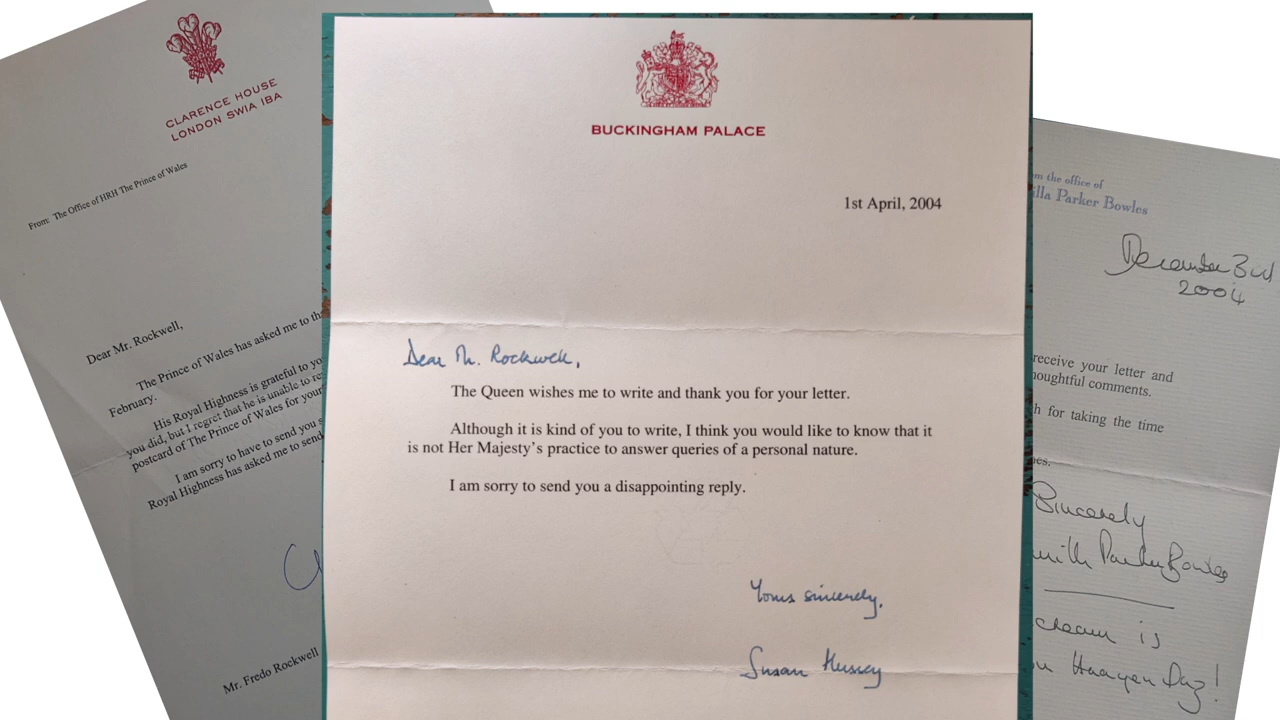 CLARENCE HOUSE
LONDON SW1A 1BA
From: The Office of HRH The Prince of Wales
Dear Mr. Rockwell,
The Prince of Wales has asked me to th
February.
His Royal Highness is grateful to yo
you did, but I regret that he is unable to re
postcard of The Prince of Wales for your
I am sorry to have to send you s
Royal Highness has asked me to send
Mr. Fredo Rockwell
BUCKINGHAM PALACE
1st April, 2004
Dear Mr. Rockwell,
The Queen wishes me to write and thank you for your letter.
Although it is kind of you to write, I think you would like to know that it
is not Her Majesty's practice to answer queries of a personal nature.
I am sorry to send you a disappointing reply.
Yours sincerely,
Susan Hussey
m the office of
illa Parker Bowles
December 3rd
2004
receive your letter and
houghtful comments.
h for taking the time
nes.
Sincerely
milla Parker Bowles
cream is
Haagen Daz!